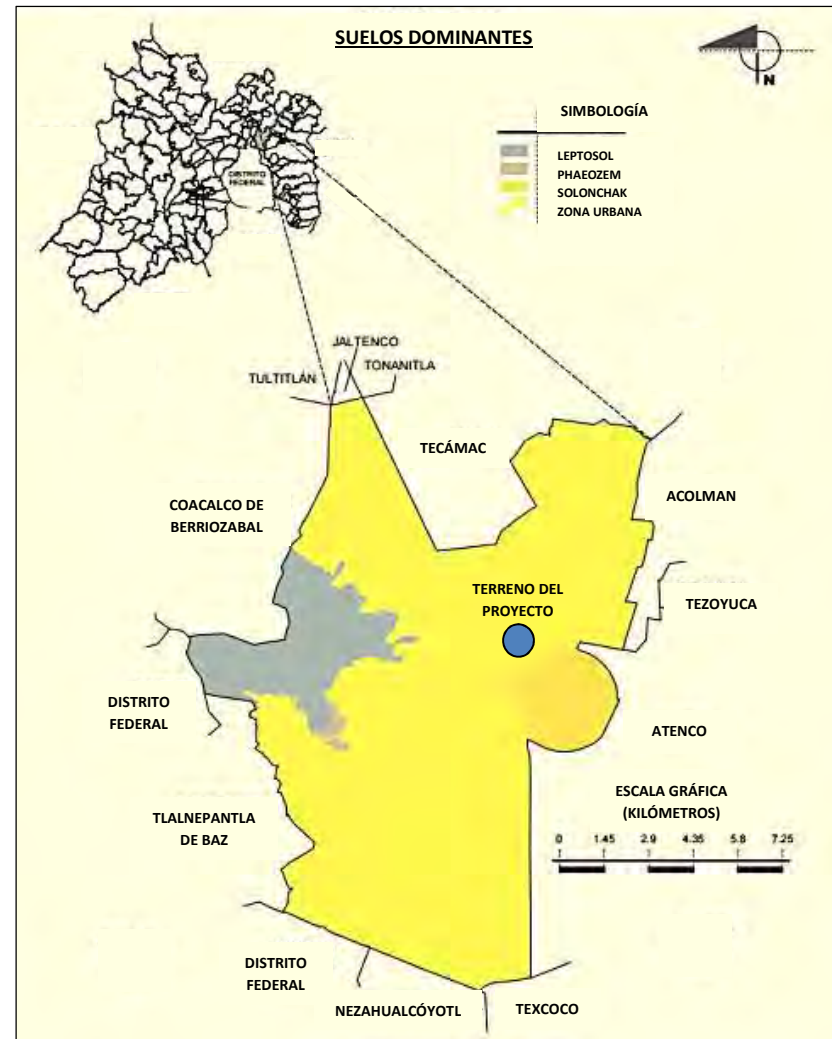 SUELOS DOMINANTES
N
SIMBOLOGÍA
LEPTOSOL
PHAEOZEM
SOLONCHAK
ZONA URBANA
DISTRITO
FEDERAL
JALTENCO
TULTITLÁN
TONANITLA
TECÁMAC
COACALCO DE
BERRIOZABAL
ACOLMAN
TERRENO DEL
PROYECTO
TEZOYUCA
DISTRITO
FEDERAL
ATENCO
TLALNEPANTLA
DE BAZ
ESCALA GRÁFICA
(KILÓMETROS)
0 1.45 2.9 4.35 5.8 7.25
DISTRITO
FEDERAL
NEZAHUALCÓYOTL
TEXCOCO